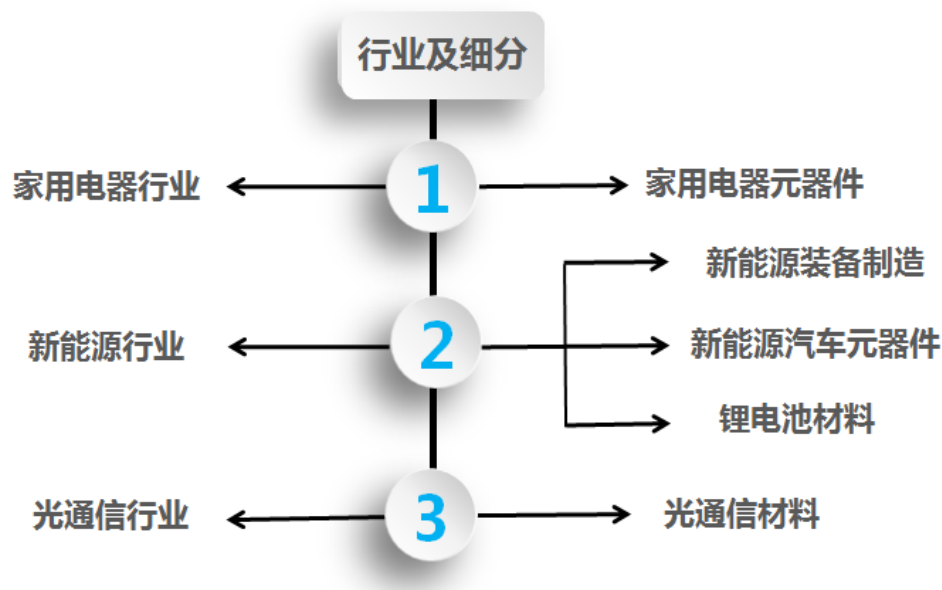 行业及细分
家用电器行业
1
家用电器元器件
新能源装备制造
新能源行业
2
新能源汽车元器件
锂电池材料
光通信行业
3
光通信材料